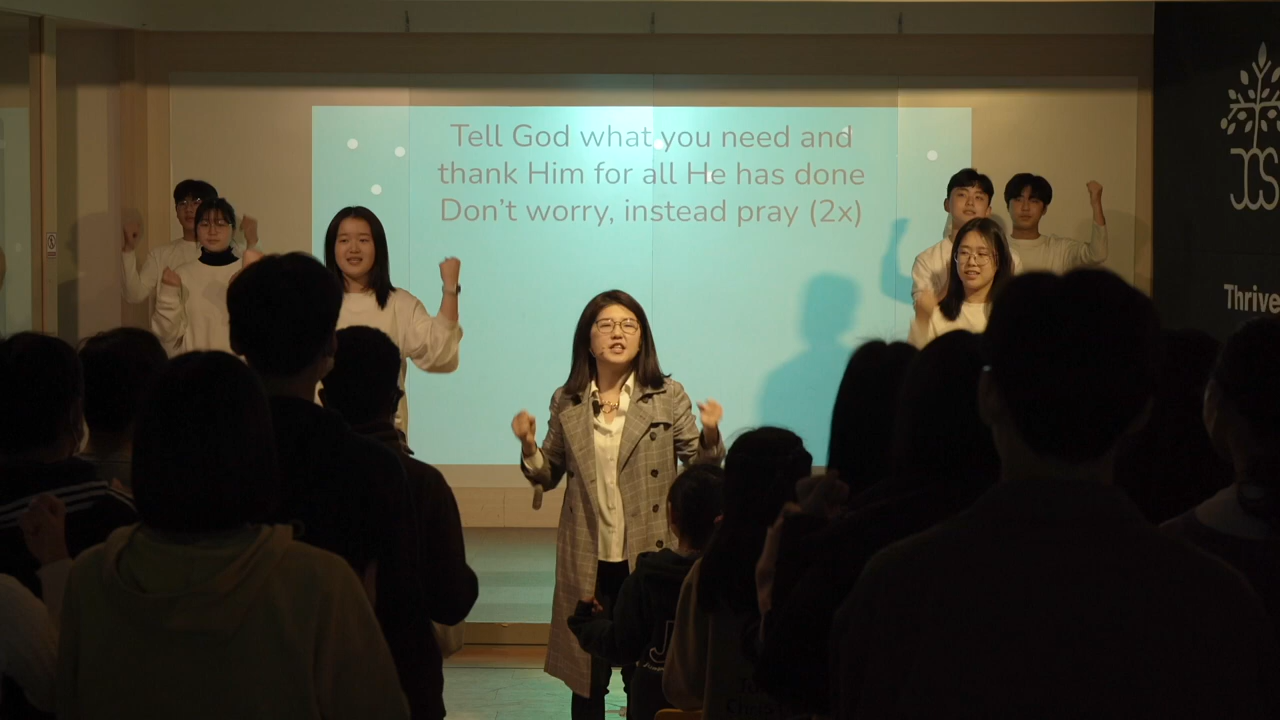 Tell God what you need and
thank Him for all He has done
Don't worry, instead pray (2x)
JCS
Thrive